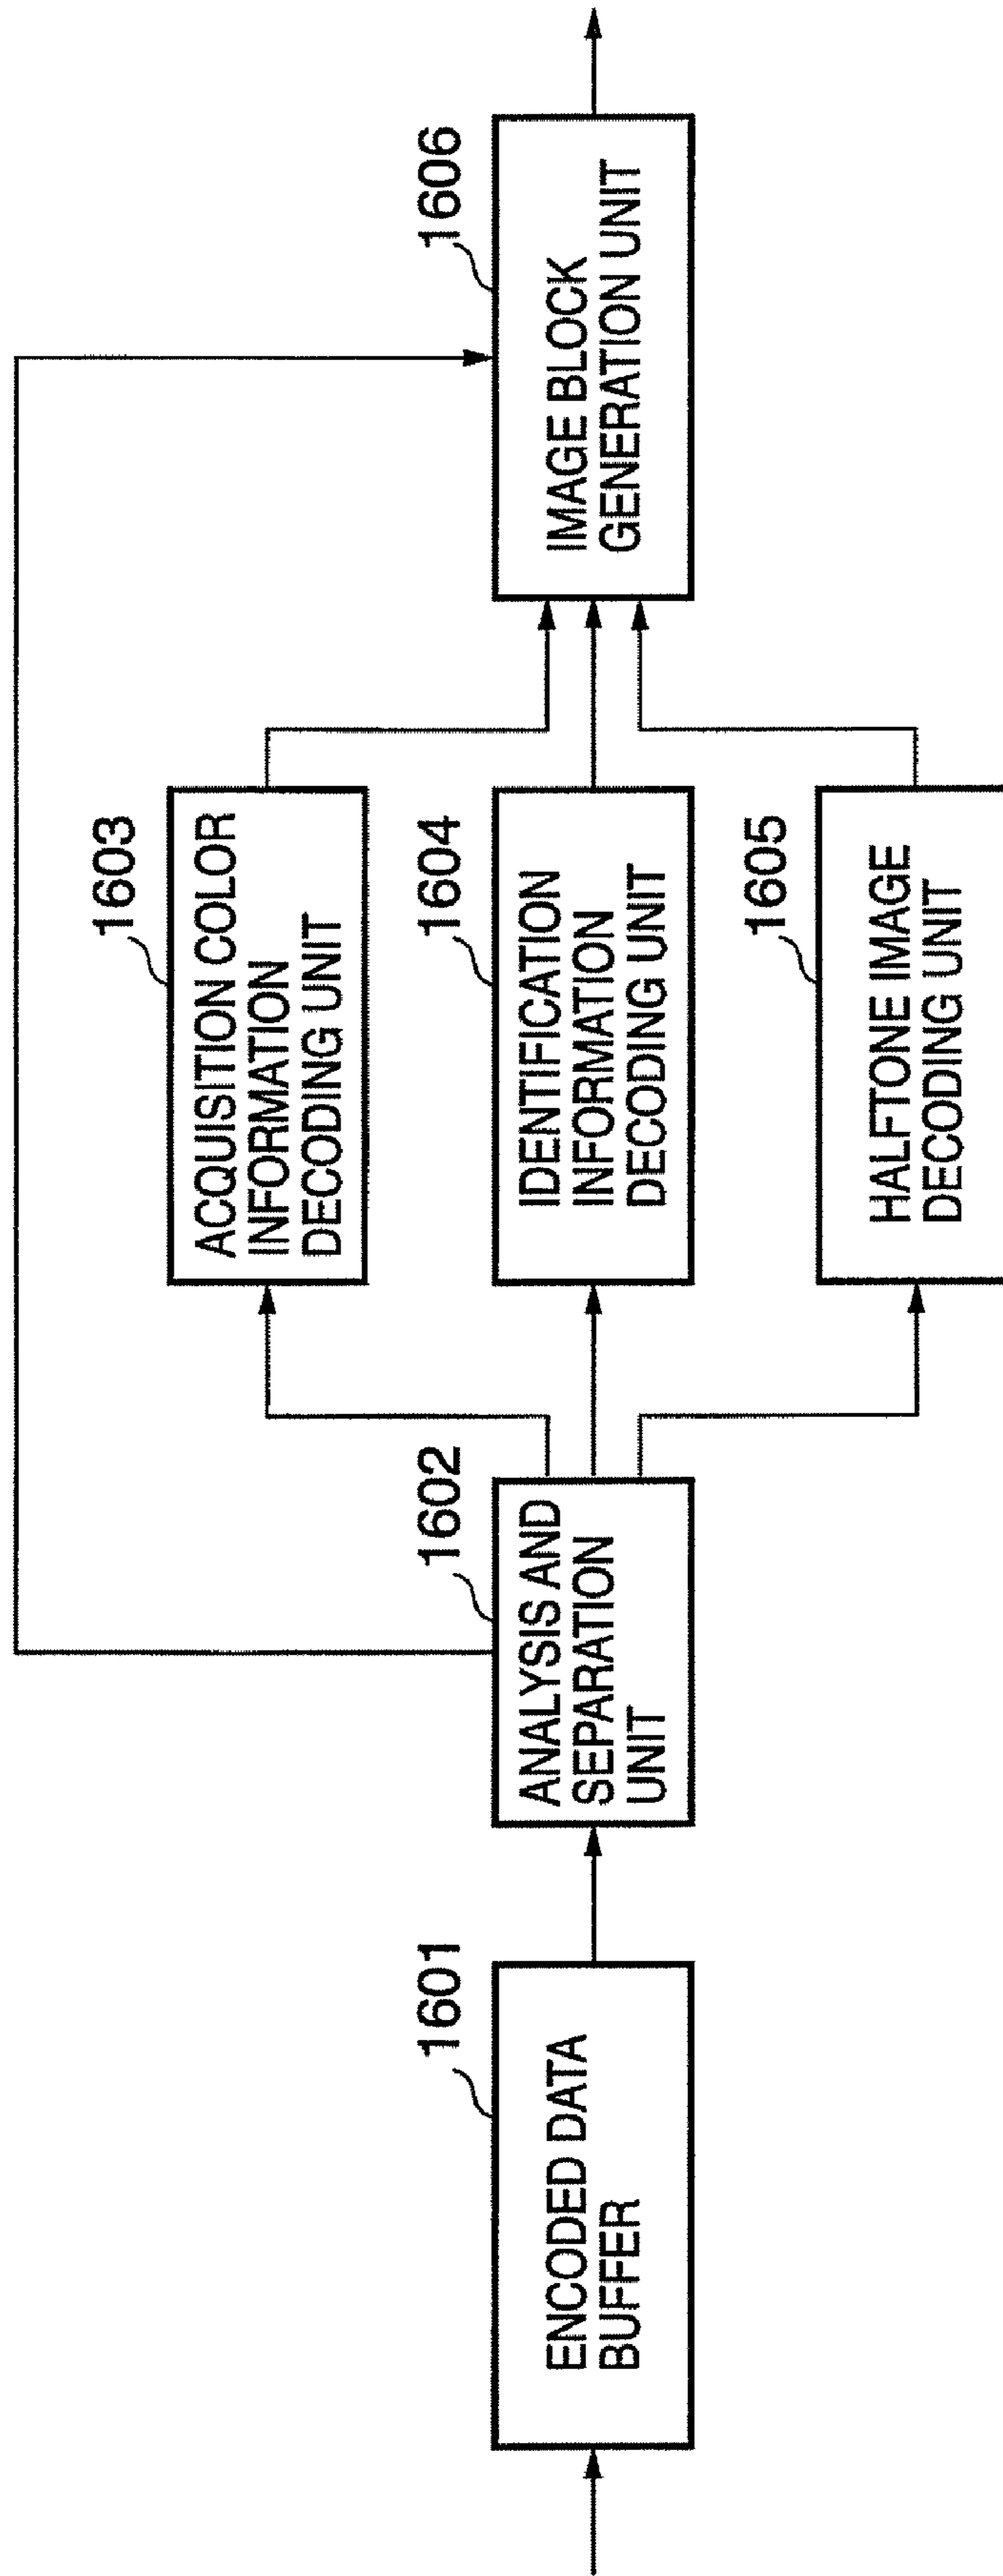 1601
ENCODED DATA
BUFFER
1602
ANALYSIS AND
SEPARATION
UNIT
1603
ACQUISITION COLOR
INFORMATION
DECODING UNIT
1604
IDENTIFICATION
INFORMATION
DECODING UNIT
1605
HALFTONE IMAGE
DECODING UNIT
1606
IMAGE BLOCK
GENERATION UNIT